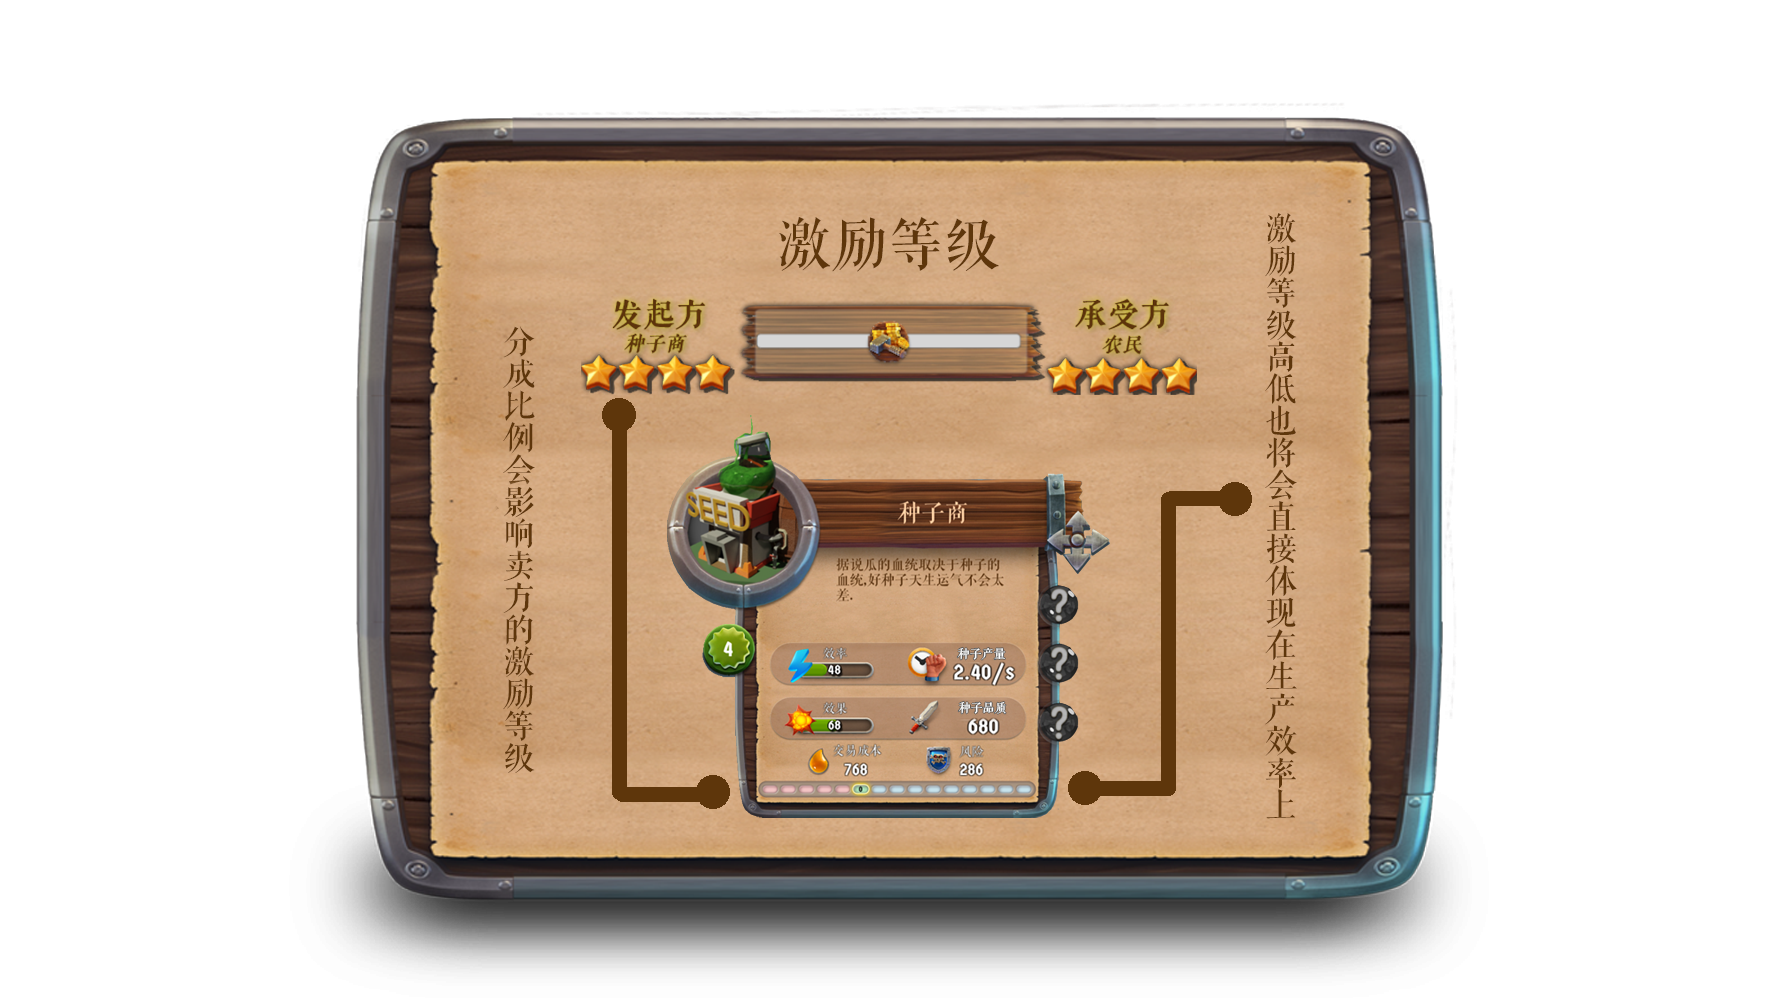 激励等级
发起方
种子商
承受方
农民
分成比例会影响卖方的激励等级
激励等级高低也将会直接体现在生产效率上
SEED
种子商
据说瓜的血统取决于种子的
血统,好种子天生运气不会太
差.
4
效率
48
种子产量
2.40/s
效果
68
种子品质
680
交易成本
768
风险
286
0
?
?
?